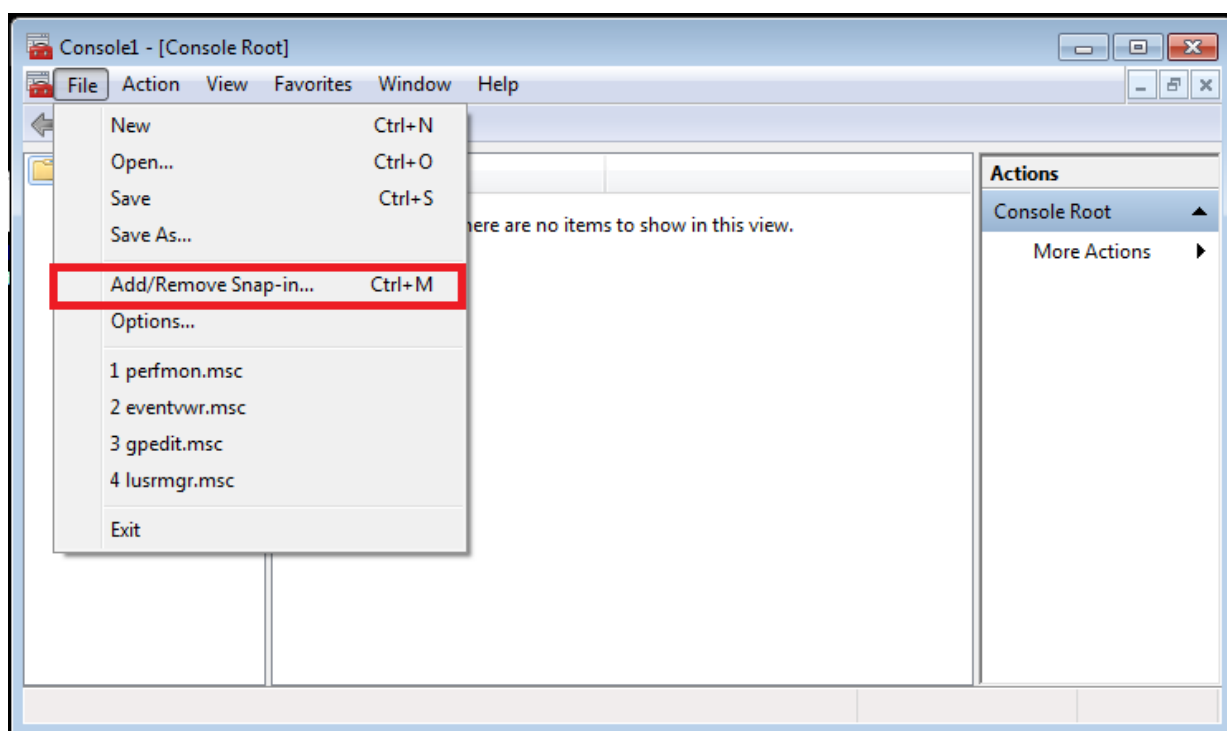 Console1 - [Console Root]
File Action View Favorites Window Help
New Ctrl+N
Open... Ctrl+O
Save Ctrl+S
Save As...
Add/Remove Snap-in... Ctrl+M
Options...
1 perfmon.msc
2 eventvwr.msc
3 gpedit.msc
4 lusrmgr.msc
Exit
here are no items to show in this view.
Actions
Console Root
More Actions